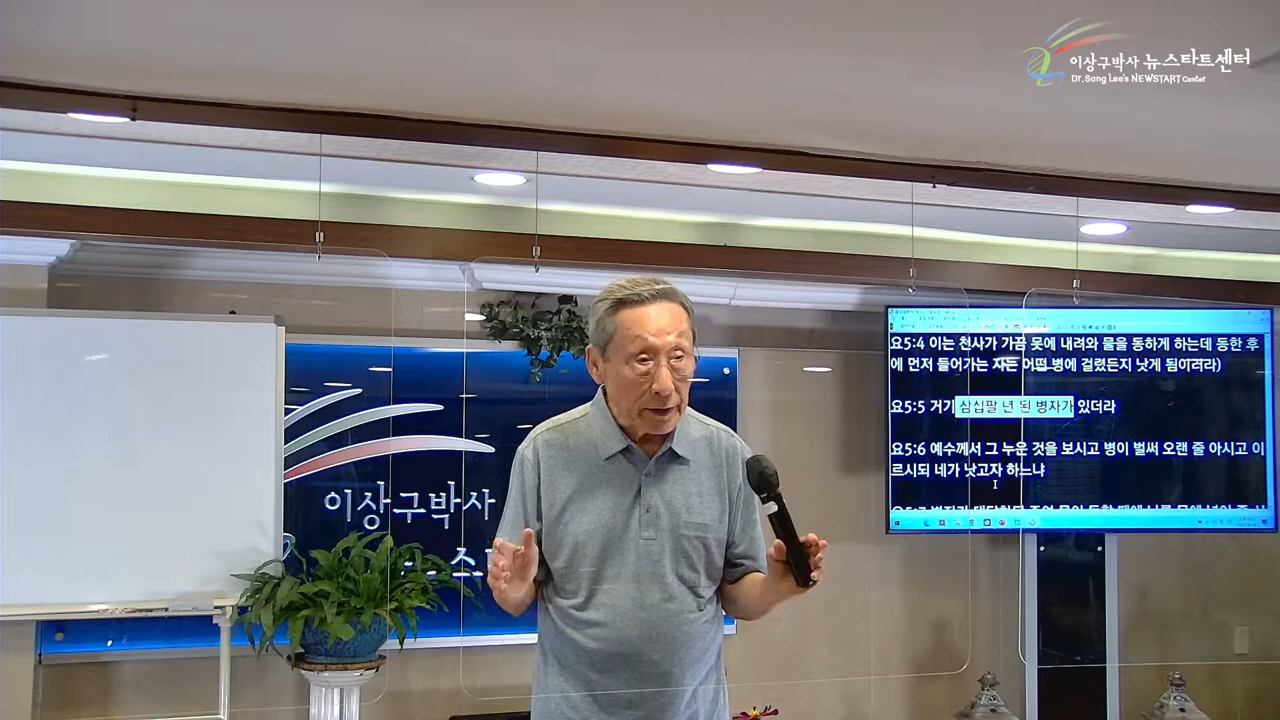 이상구박사 뉴스타트센터
Dr. Sang Lee's NEWSTART Center
요5:4 이는 천사가 가끔 못에 내려와 물을 동하게 하는데 동한 후
에 먼저 들어가는 자는 어떤 병에 걸렸든지 낫게 됨이러라)
요5:5 거기 삼십팔 년 된 병자가 있더라
요5:6 예수께서 그 누운 것을 보시고 병이 벌써 오랜 줄 아시고 이
르시되 네가 낫고자 하느냐
이상구박사